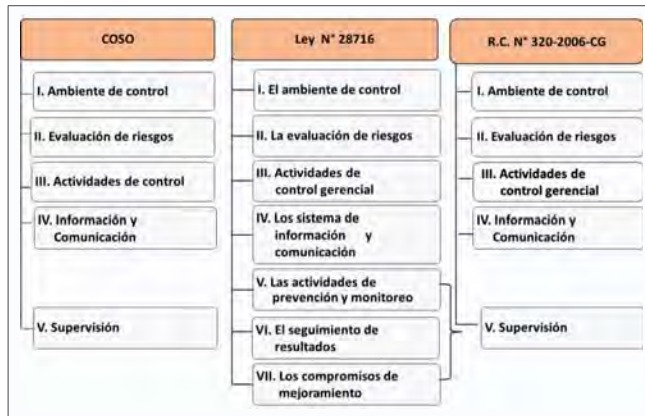 COSO
I. Ambiente de control
II. Evaluación de riesgos
III. Actividades de control
IV. Información y
Comunicación
V. Supervisión
Ley N° 28716
I. El ambiente de control
II. La evaluación de riesgos
III. Actividades de
control gerencial
IV. Los sistema de
información y
comunicación
V. Las actividades de
prevención y monitoreo
VI. El seguimiento de
resultados
VII. Los compromisos de
mejoramiento
R.C. N° 320-2006-CG
I. Ambiente de control
II. Evaluación de riesgos
III. Actividades de
control gerencial
IV. Información y
Comunicación
V. Supervisión